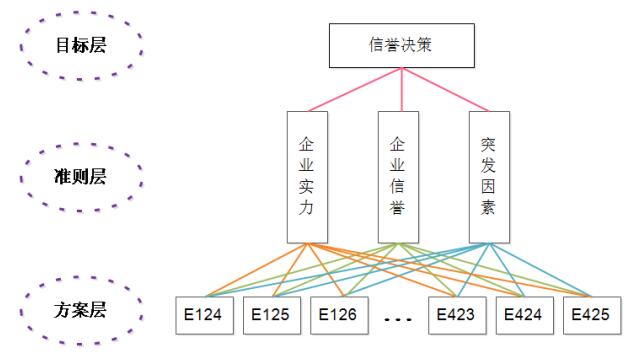 目标层
信誉决策
准则层
企业实力
企业信誉
突发因素
方案层
E124
E125
E126
...
E423
E424
E425